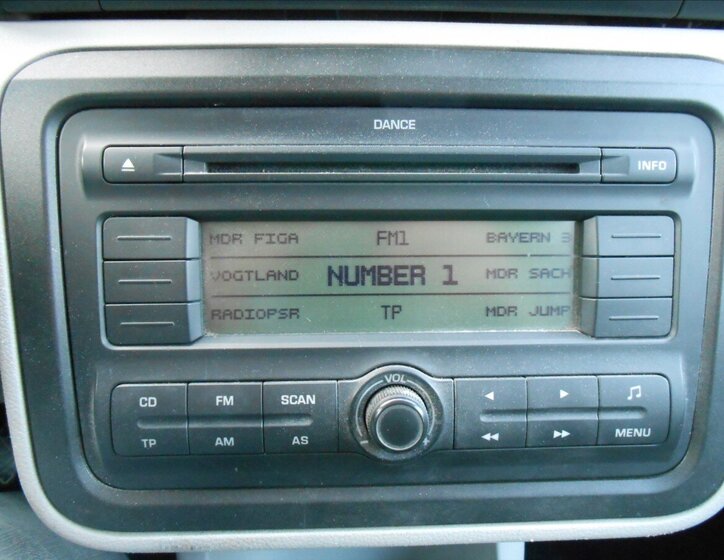 DANCE
INFO
MDR FIGA FM1 BAYERN 3
VOGTLAND NUMBER 1 MDR SACH
RADIOPSR TP MDR JUMP
VOL
CD FM SCAN
TP AM AS MENU